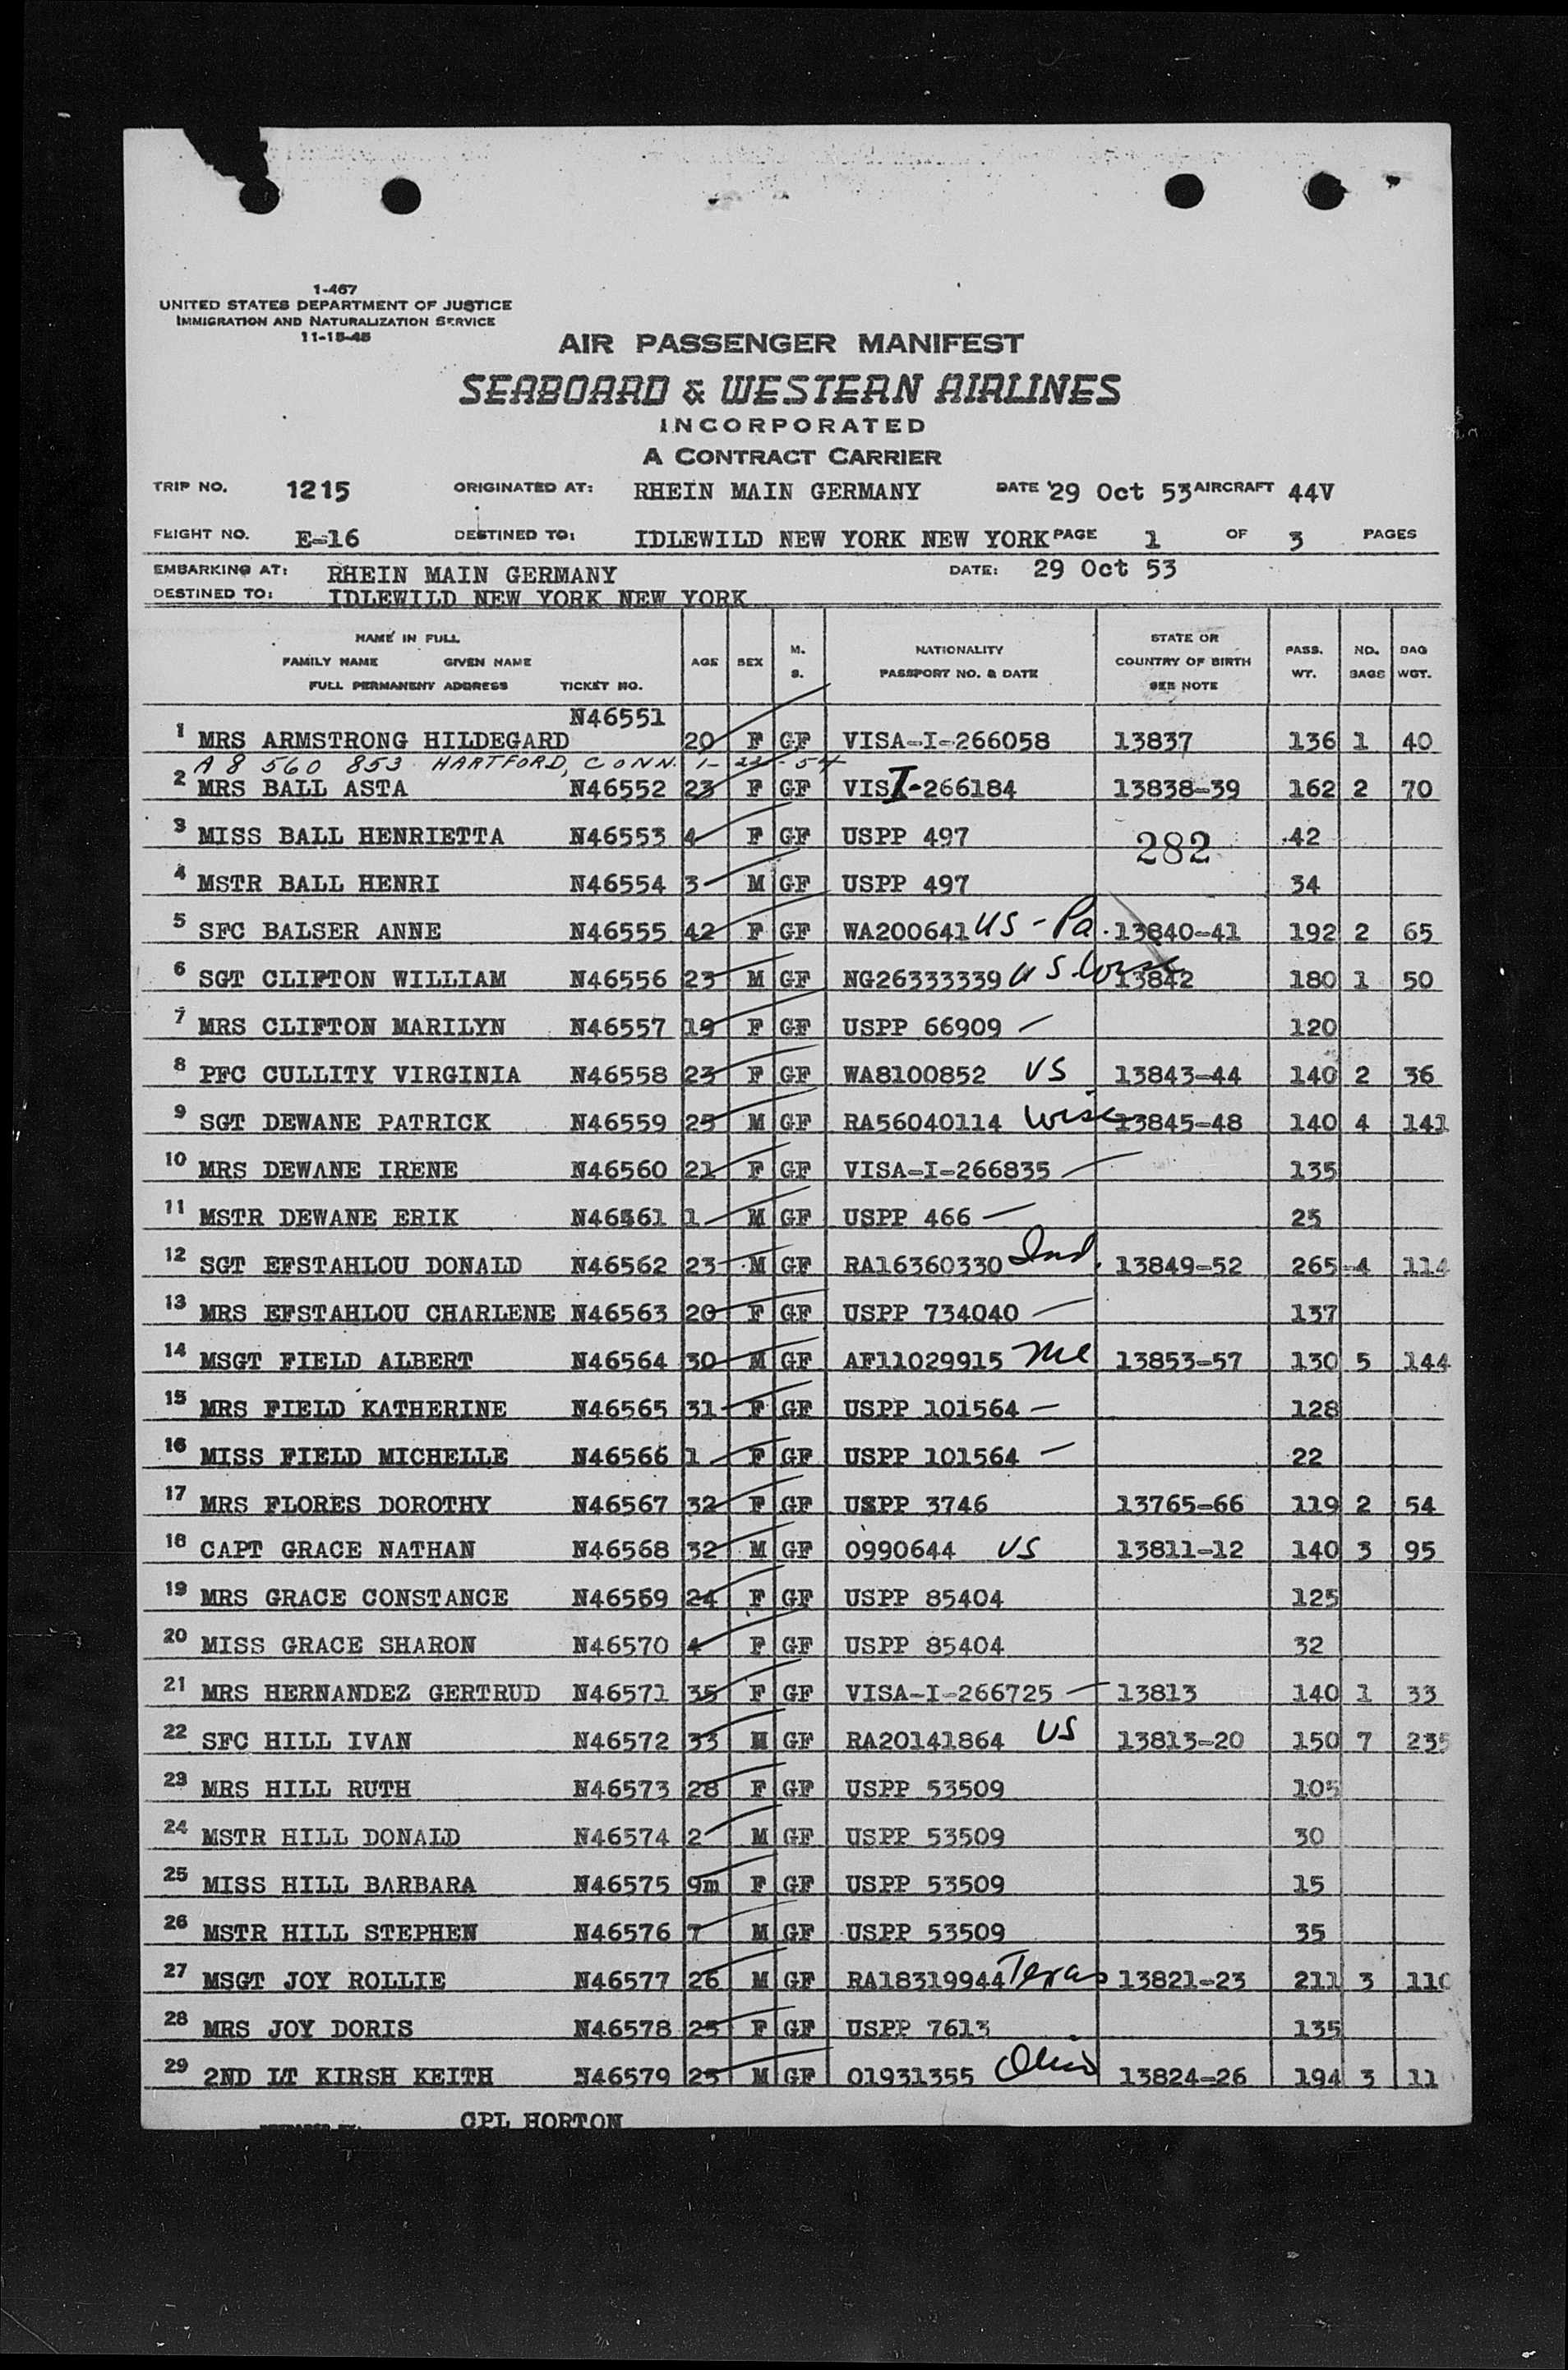 1-467
UNITED STATES DEPARTMENT OF JUSTICE
IMMIGRATION AND NATURALIZATION SERVICE
11-15-45
AIR PASSENGER MANIFEST
SEABOARD & WESTERN AIRLINES
INCORPORATED
A CONTRACT CARRIER
TRIP NO. 1215 ORIGINATED AT: RHEIN MAIN GERMANY DATE 29 Oct 53 AIRCRAFT 44V
FLIGHT NO. E-16 DESTINED TO: IDLEWILD NEW YORK NEW YORK PAGE 1 OF 3 PAGES
EMBARKING AT: RHEIN MAIN GERMANY DATE: 29 Oct 53
DESTINED TO: IDLEWILD NEW YORK NEW YORK
NAME IN FULL
FAMILY NAME GIVEN NAME
FULL PERMANENT ADDRESS TICKET NO.
AGE SEX M. S. NATIONALITY PASSPORT NO. & DATE STATE OR COUNTRY OF BIRTH SEE NOTE PASS. WT. NO. BAGS BAG WGT.
N46551
1 MRS ARMSTRONG HILDEGARD 20 F GF VISA-I-266058 13837 136 1 40
A 8 560 853 HARTFORD, CONN. 1-22-54
2 MRS BALL ASTA N46552 23 F GF VISI-266184 13838-39 162 2 70
3 MISS BALL HENRIETTA N46553 4 F GF USPP 497 42
282
4 MSTR BALL HENRI N46554 3 M GF USPP 497 34
5 SFC BALSER ANNE N46555 42 F GF WA200641 US - Pa. 13840-41 192 2 65
6 SGT CLIFTON WILLIAM N46556 23 M GF NG26333339 US. Wisc 13842 180 1 50
7 MRS CLIFTON MARILYN N46557 19 F GF USPP 66909 120
8 PFC CULLITY VIRGINIA N46558 23 F GF WA8100852 US 13843-44 140 2 36
9 SGT DEWANE PATRICK N46559 25 M GF RA56040114 Wisc 13845-48 140 4 141
10 MRS DEWANE IRENE N46560 21 F GF VISA-I-266835 135
11 MSTR DEWANE ERIK N46561 1 M GF USPP 466 25
12 SGT EFSTAHLOU DONALD N46562 23 M GF RA16360330 Ind. 13849-52 265 4 114
13 MRS EFSTAHLOU CHARLENE N46563 20 F GF USPP 734040 137
14 MSGT FIELD ALBERT N46564 30 M GF AF11029915 Me 13853-57 130 5 144
15 MRS FIELD KATHERINE N46565 31 F GF USPP 101564 128
16 MISS FIELD MICHELLE N46566 1 F GF USPP 101564 22
17 MRS FLORES DOROTHY N46567 32 F GF USPP 3746 13765-66 119 2 54
18 CAPT GRACE NATHAN N46568 32 M GF 0990644 US 13811-12 140 3 95
19 MRS GRACE CONSTANCE N46569 24 F GF USPP 85404 125
20 MISS GRACE SHARON N46570 4 F GF USPP 85404 32
21 MRS HERNANDEZ GERTRUD N46571 35 F GF VISA-I-266725 13813 140 1 33
22 SFC HILL IVAN N46572 33 M GF RA20141864 US 13813-20 150 7 235
23 MRS HILL RUTH N46573 28 F GF USPP 53509 105
24 MSTR HILL DONALD N46574 2 M GF USPP 53509 30
25 MISS HILL BARBARA N46575 9m F GF USPP 53509 15
26 MSTR HILL STEPHEN N46576 7 M GF USPP 53509 35
27 MSGT JOY ROLLIE N46577 26 M GF RA18319944 Texas 13821-23 211 3 110
28 MRS JOY DORIS N46578 25 F GF USPP 7613 135
29 2ND LT KIRSH KEITH N46579 23 M GF 01931355 Ohio 13824-26 194 3 11
CPL HORTON